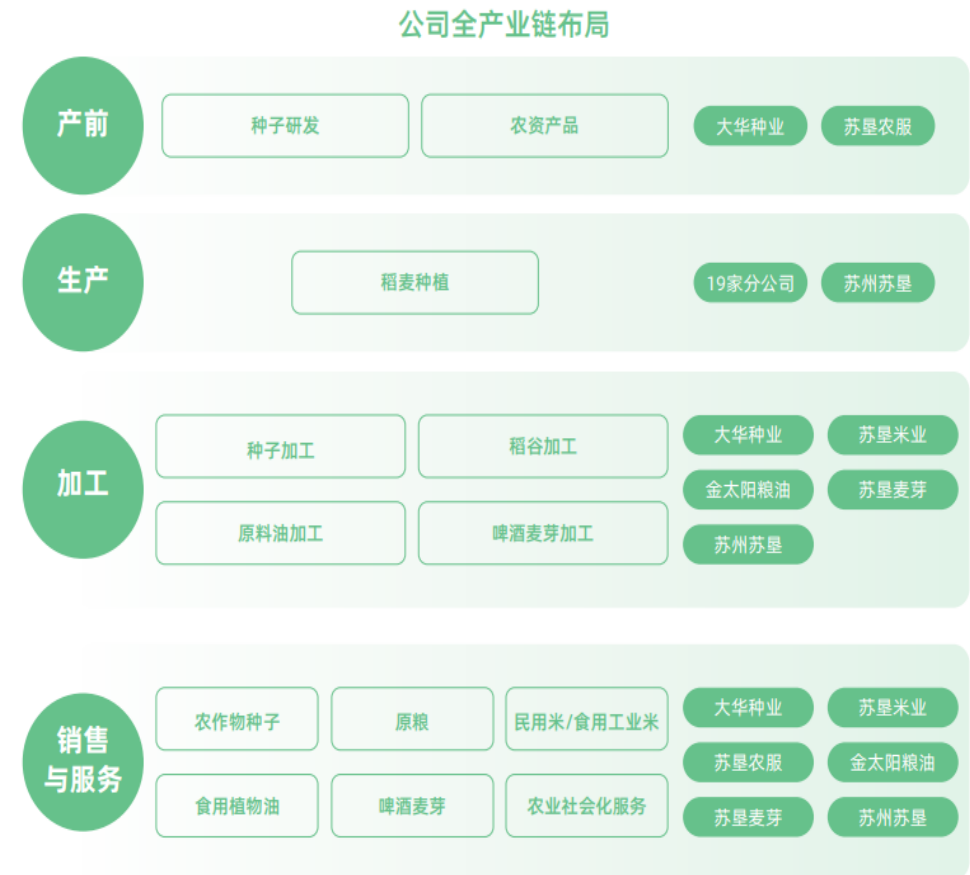 公司全产业链布局
产前
种子研发
农资产品
大华种业
苏垦农服
生产
稻麦种植
19家分公司
苏州苏垦
加工
种子加工
稻谷加工
大华种业
苏垦米业
原料油加工
啤酒麦芽加工
金太阳粮油
苏垦麦芽
苏州苏垦
销售
与服务
农作物种子
原粮
民用米/食用工业米
大华种业
苏垦米业
食用植物油
啤酒麦芽
农业社会化服务
苏垦农服
金太阳粮油
苏垦麦芽
苏州苏垦